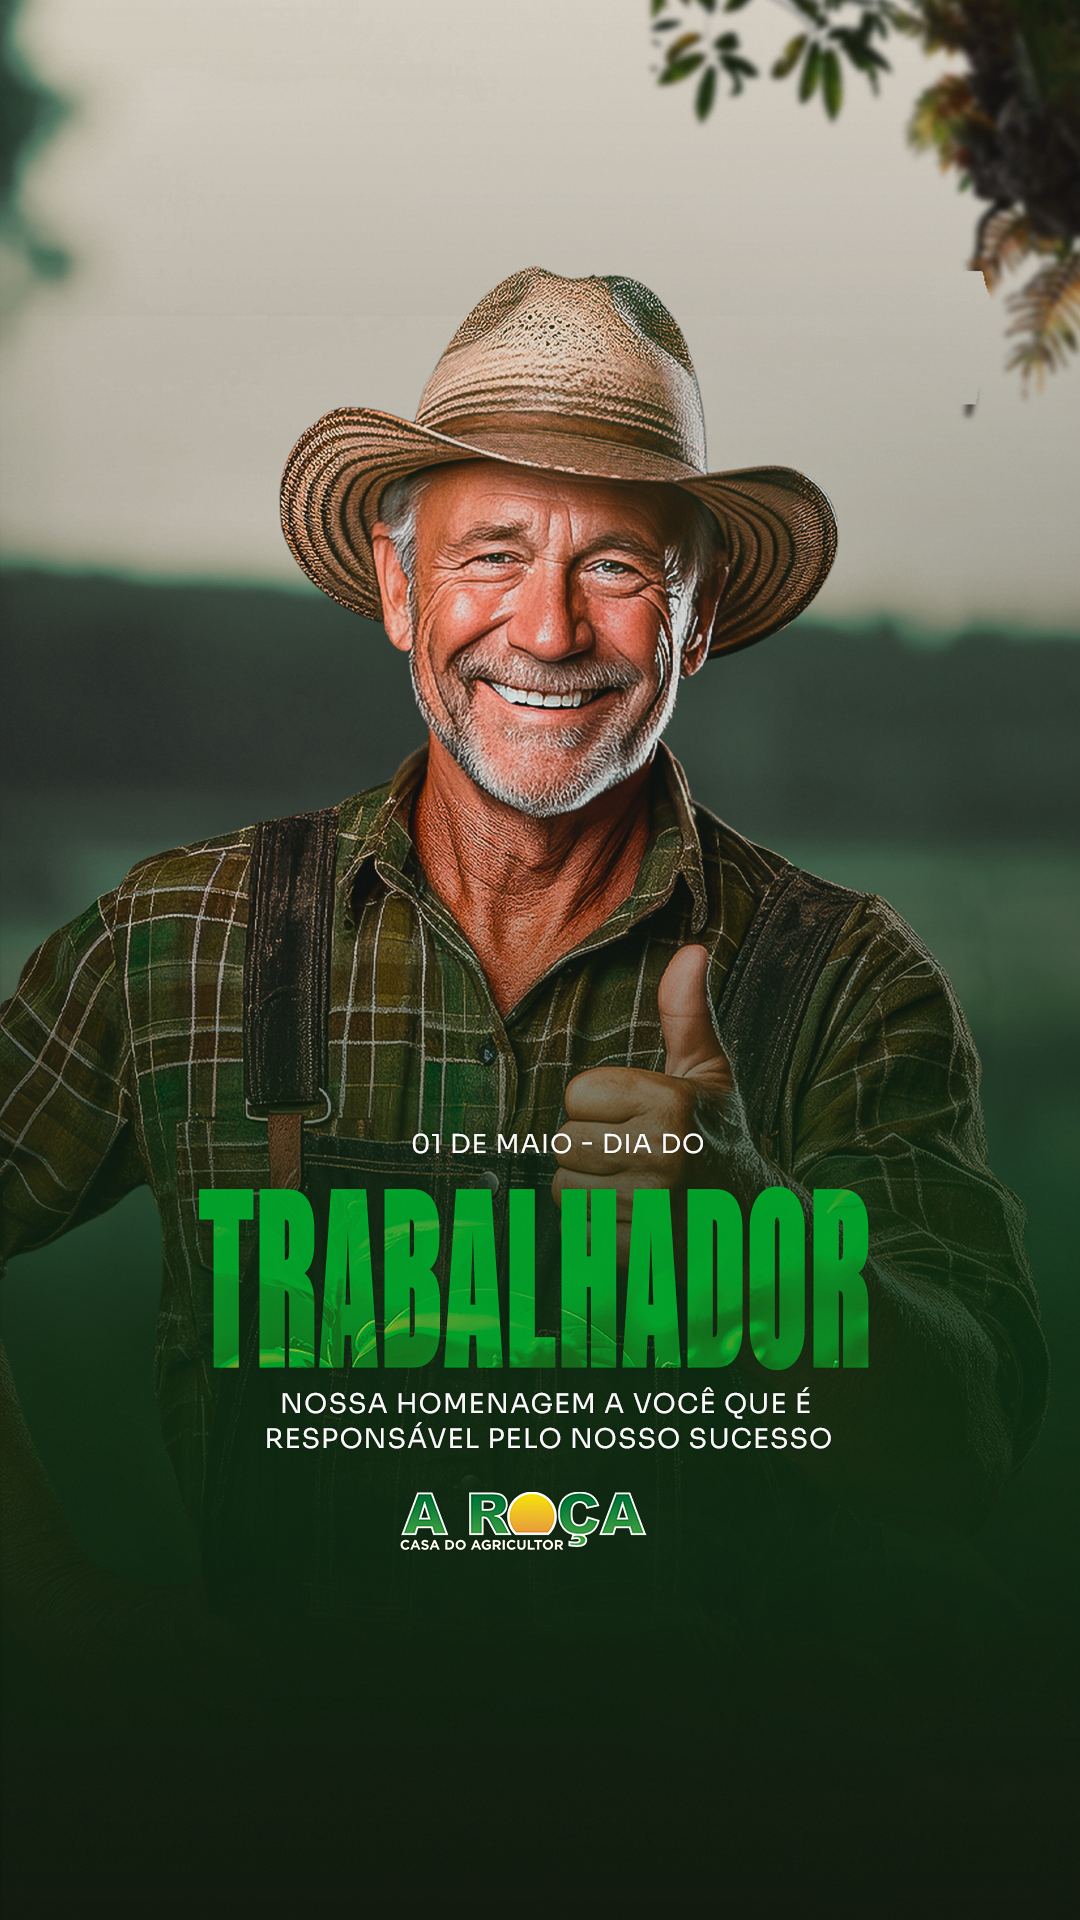 01 DE MAIO - DIA DO
TRABALHADOR
NOSSA HOMENAGEM A VOCÊ QUE É
RESPONSÁVEL PELO NOSSO SUCESSO
A ROÇA
CASA DO AGRICULTOR